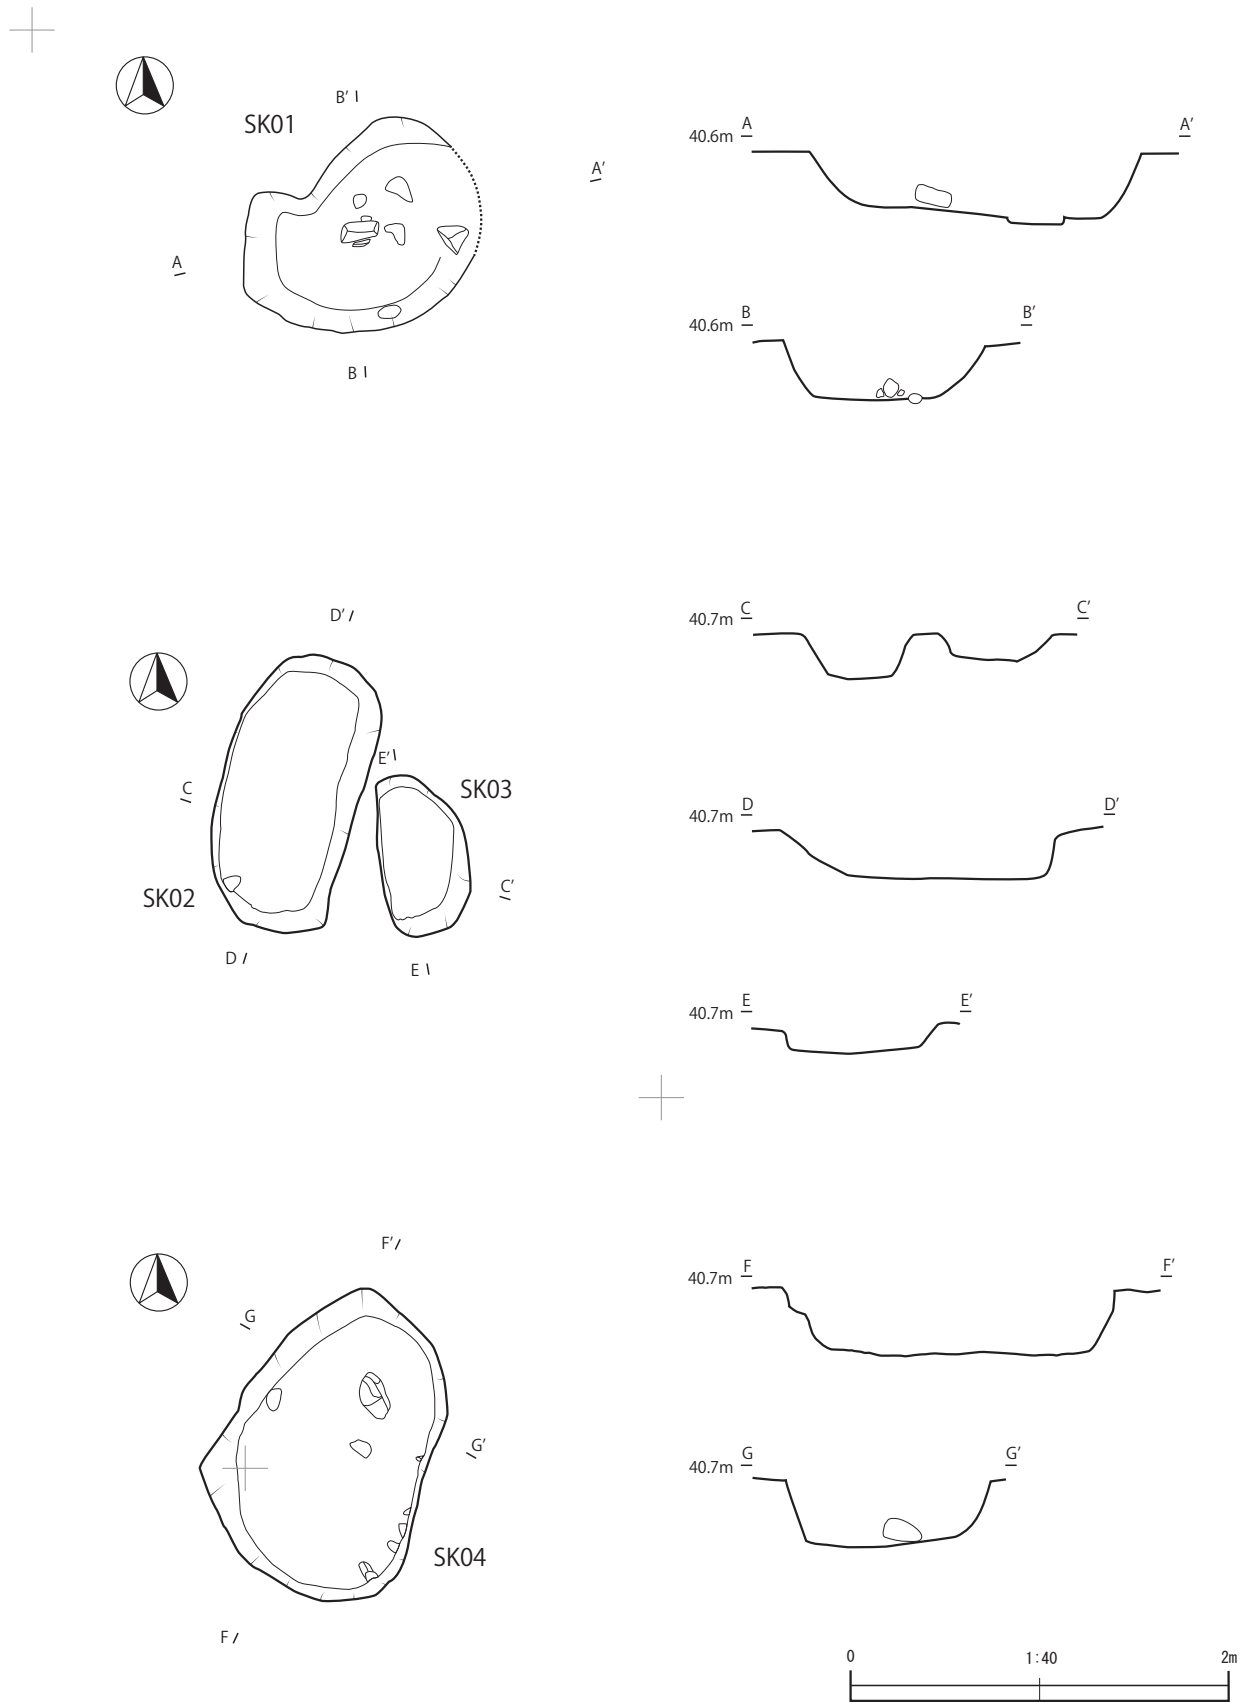 B′
SK01
A′
A
B
40.6m A A′
40.6m B B′
D′
E′
C
SK03
SK02
C′
D
E
40.7m C C′
40.7m D D′
40.7m E E′
F′
G
G′
SK04
F
40.7m F F′
40.7m G G′
0 1:40 2m